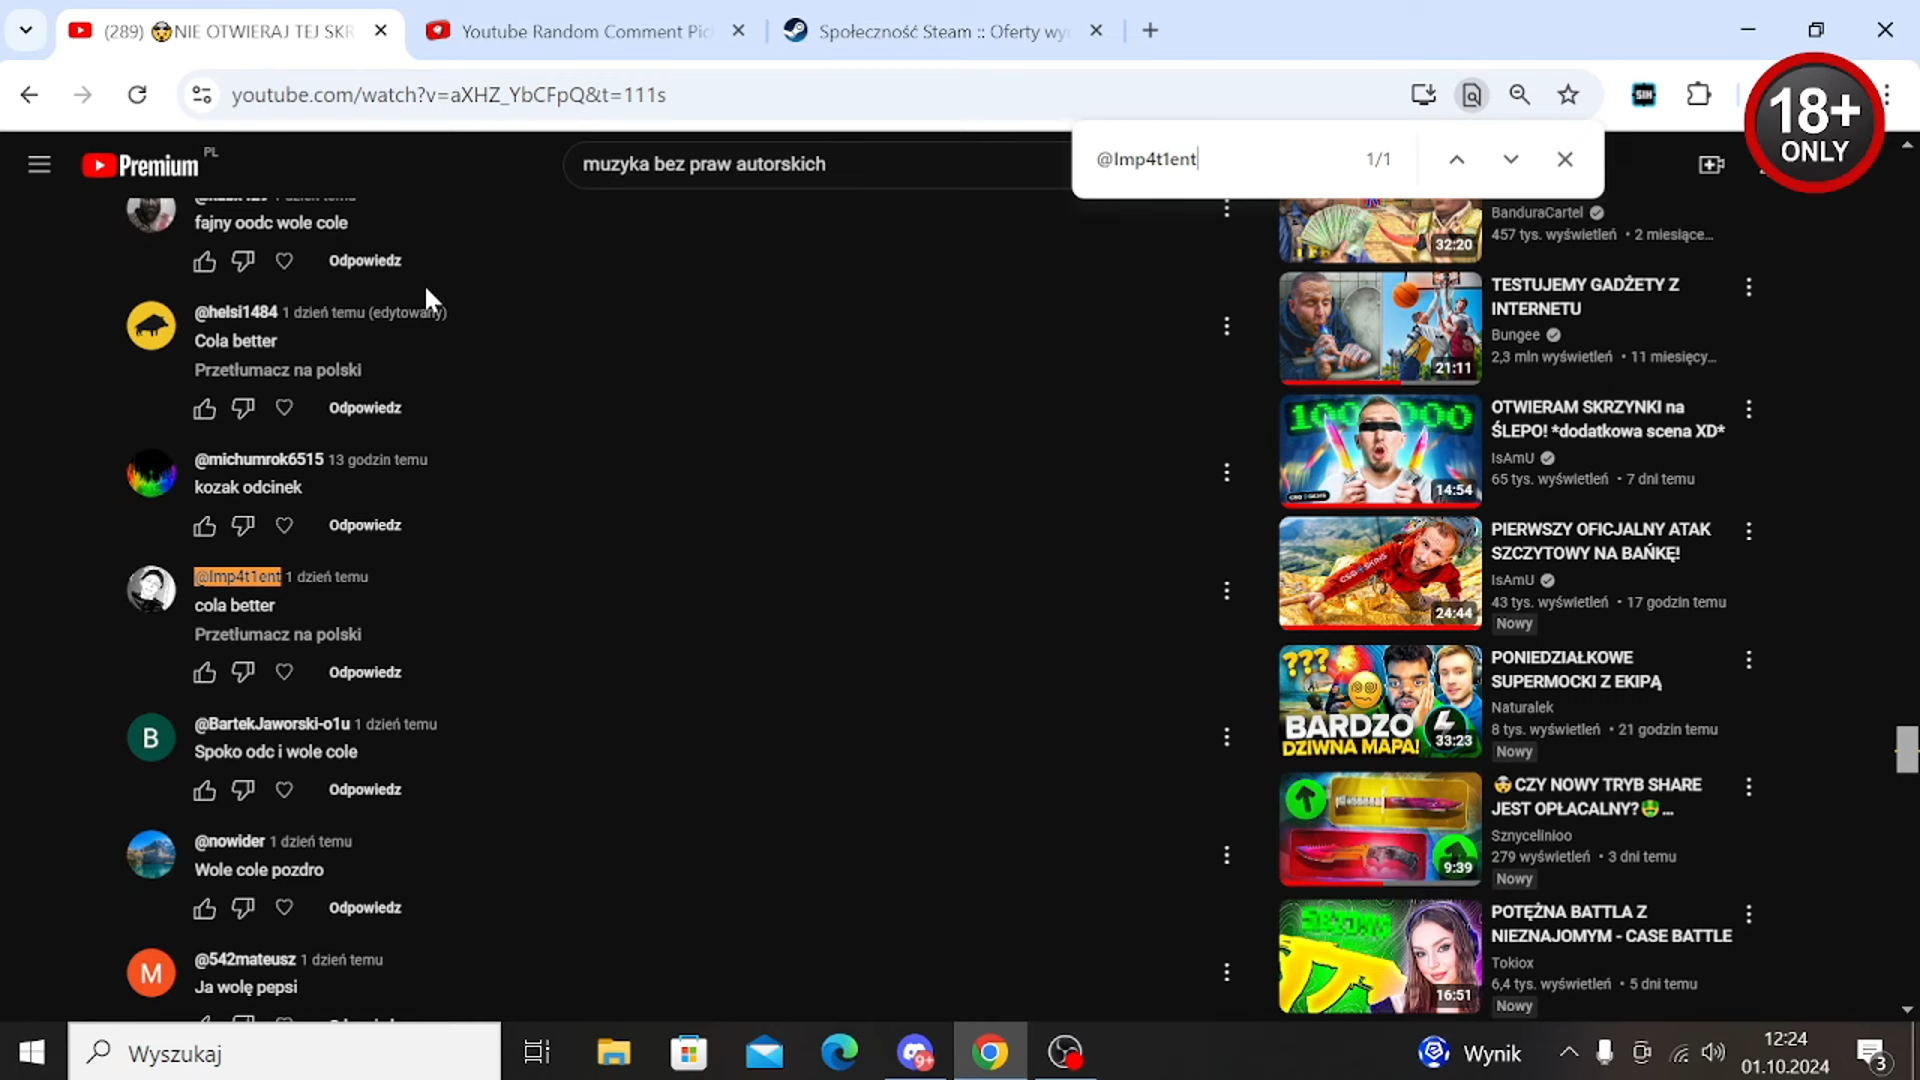 (289) 🤯NIE OTWIERAJ TEJ SKR
Youtube Random Comment Pic
Społeczność Steam :: Oferty wy
youtube.com/watch?v=aXHZ_YbCFpQ&t=111s
SIH
18+
ONLY
@Imp4t1ent
1/1
Premium
PL
muzyka bez praw autorskich
fajny oodc wole cole
Odpowiedz
@helsi1484 1 dzień temu (edytowany)
Cola better
Przetłumacz na polski
Odpowiedz
@michumrok6515 13 godzin temu
kozak odcinek
Odpowiedz
@Imp4t1ent 1 dzień temu
cola better
Przetłumacz na polski
Odpowiedz
B
@BartekJaworski-o1u 1 dzień temu
Spoko odc i wole cole
Odpowiedz
@nowider 1 dzień temu
Wole cole pozdro
Odpowiedz
M
@542mateusz 1 dzień temu
Ja wolę pepsi
32:20
BanduraCartel
457 tys. wyświetleń • 2 miesiące...
21:11
TESTUJEMY GADŻETY Z
INTERNETU
Bungee
2,3 mln wyświetleń • 11 miesięcy...
100 000
14:54
OTWIERAM SKRZYNKI na
ŚLEPO! *dodatkowa scena XD*
IsAmU
65 tys. wyświetleń • 7 dni temu
24:44
PIERWSZY OFICJALNY ATAK
SZCZYTOWY NA BAŃKĘ!
IsAmU
43 tys. wyświetleń • 17 godzin temu
Nowy
???
BARDZO
DZIWNA MAPA!
33:23
PONIEDZIAŁKOWE
SUPERMOCKI Z EKIPĄ
Naturalek
8 tys. wyświetleń • 21 godzin temu
Nowy
9:39
🤯CZY NOWY TRYB SHARE
JEST OPŁACALNY?🤑...
Sznycelinioo
279 wyświetleń • 3 dni temu
Nowy
16:51
POTĘŻNA BATTLA Z
NIEZNAJOMYM - CASE BATTLE
Tokiox
6,4 tys. wyświetleń • 5 dni temu
Nowy
Wyszukaj
9+
Wynik
12:24
01.10.2024
3